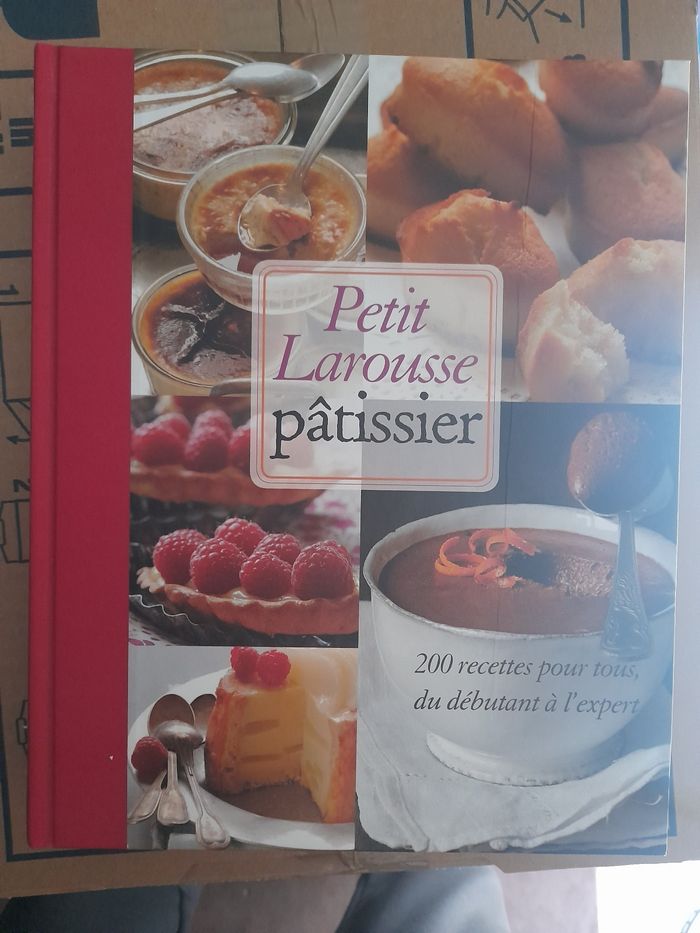 Petit
Larousse
pâtissier
200 recettes pour tous,
du débutant à l'expert